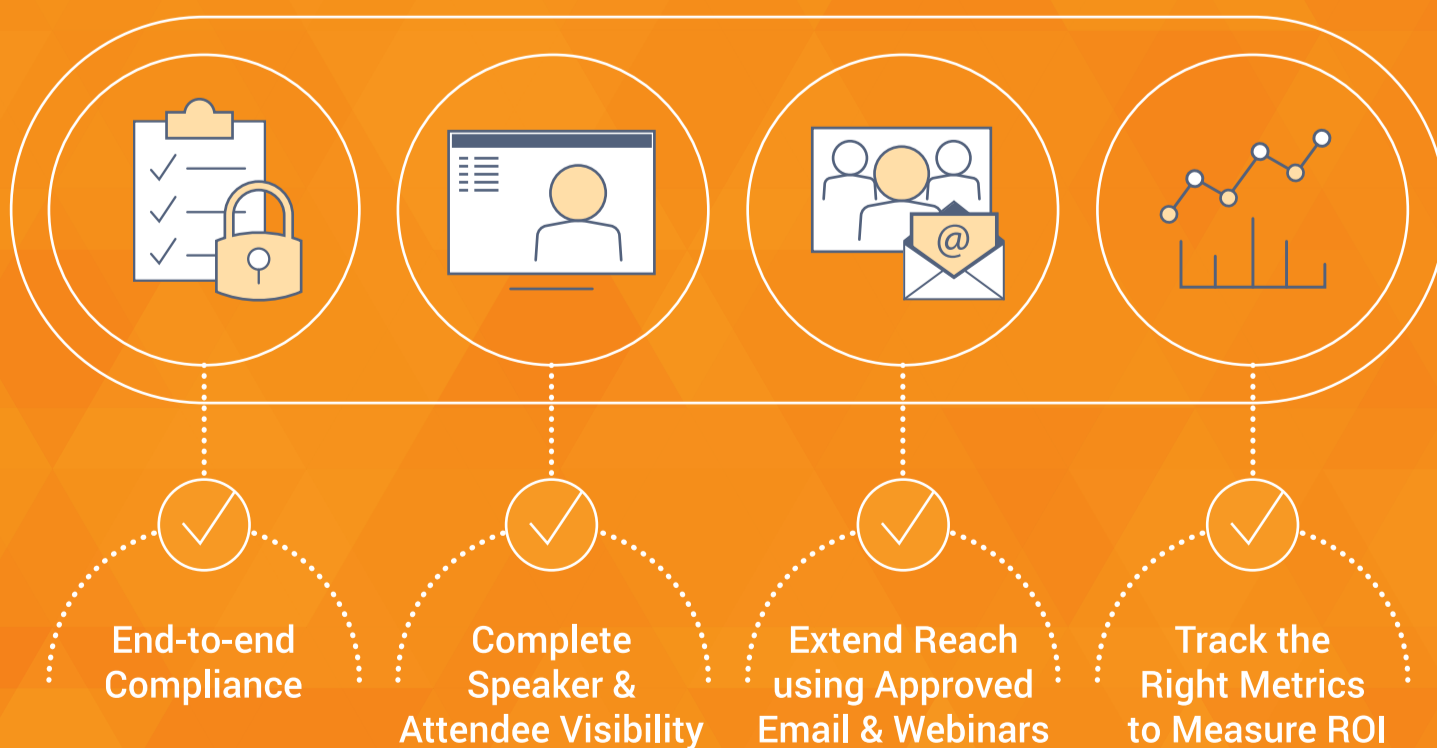 @
End-to-end
Compliance
Complete
Speaker &
Attendee Visibility
Extend Reach
using Approved
Email & Webinars
Track the
Right Metrics
to Measure ROI